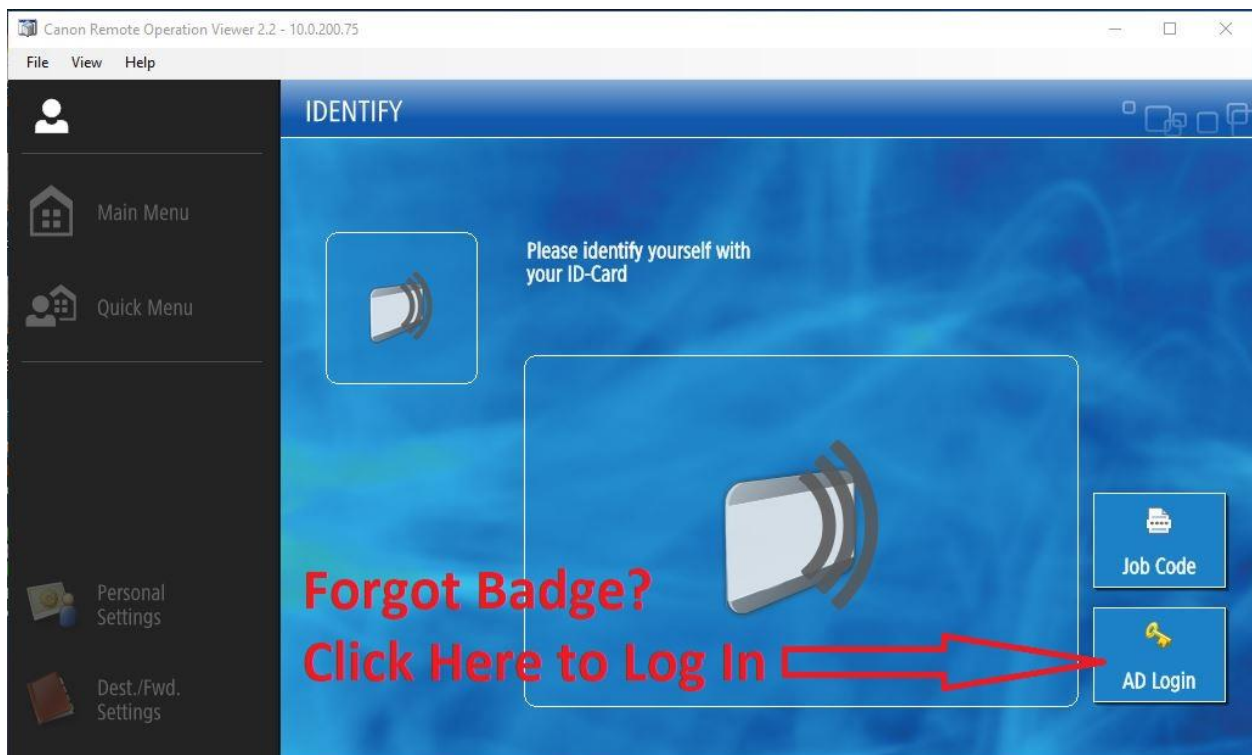 Canon Remote Operation Viewer 2.2 - 10.0.200.75
File View Help
IDENTIFY
Main Menu
Quick Menu
Personal
Settings
Dest./Fwd.
Settings
Please identify yourself with
your ID-Card
Job Code
Forgot Badge?
Click Here to Log In
AD Login